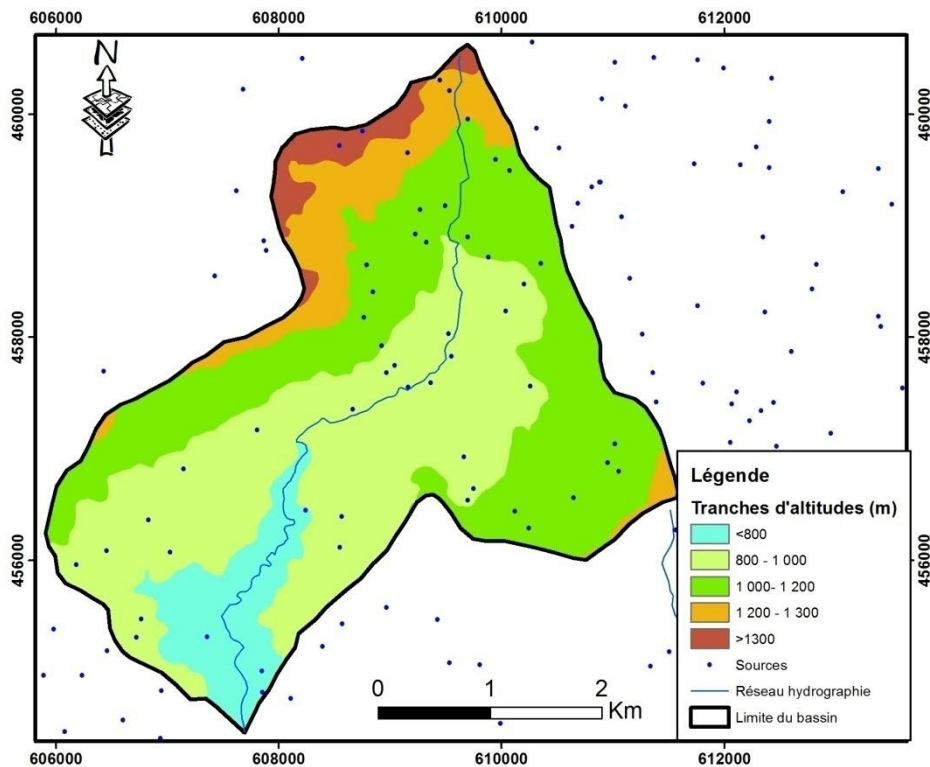 606000 608000 610000 612000
N
460000 460000
458000 458000
456000 456000
0 1 2
Km
Légende
Tranches d'altitudes (m)
<800
800 - 1 000
1 000- 1 200
1 200 - 1 300
>1300
Sources
Réseau hydrographie
Limite du bassin
606000 608000 610000 612000